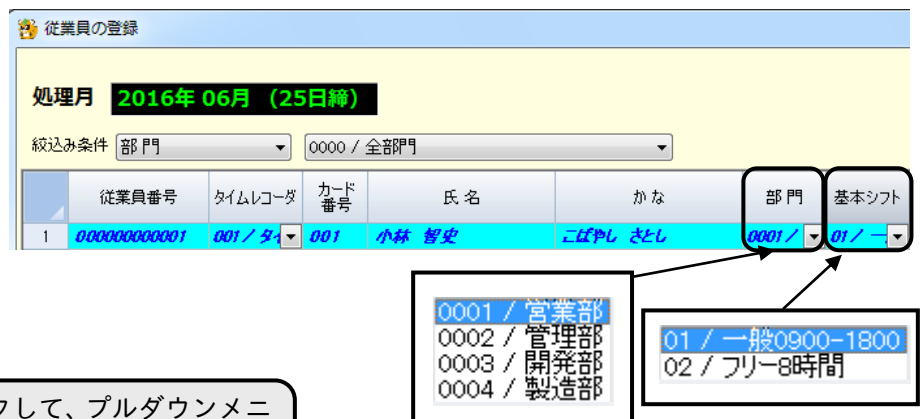 従業員の登録
処理月 2016年 06月 (25日締)
絞込み条件 部門 0000 / 全部門
従業員番号 タイムレコーダ カード番号 氏 名 か な 部 門 基本シフト
1 000000000001 001 / タイ 001 小林 智史 こばやし さとし 0001 / 01 / 一
0001 / 営業部
0002 / 管理部
0003 / 開発部
0004 / 製造部
01 / 一般0900-1800
02 / フリー8時間
クして、プルダウンメニ